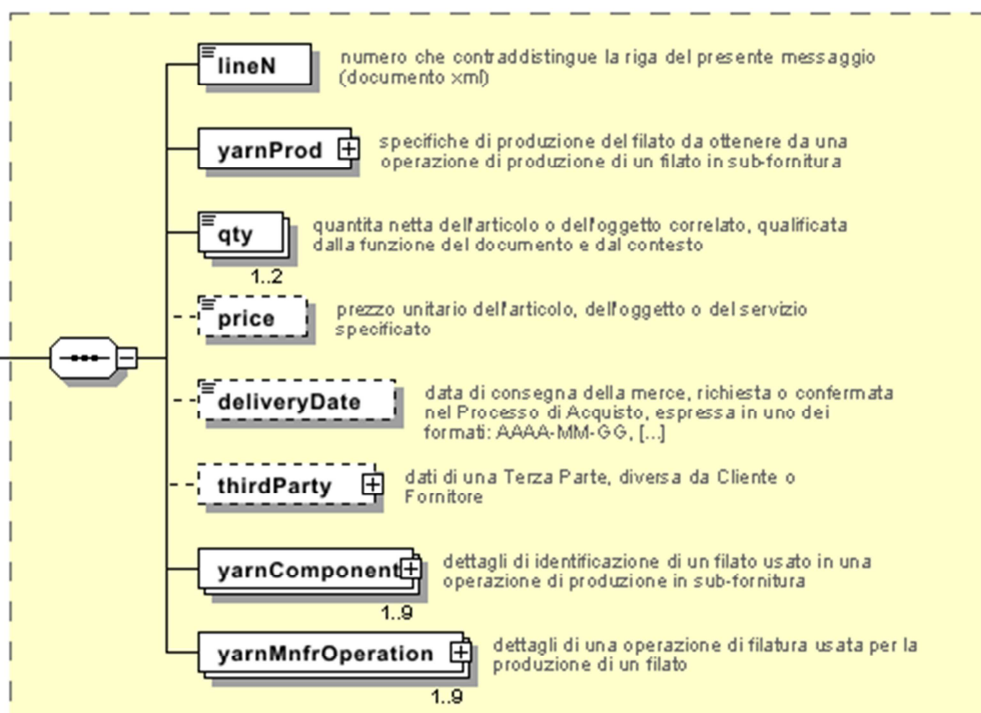 lineN
numero che contraddistingue la riga del presente messaggio
(documento xml)
yarnProd
specifiche di produzione del filato da ottenere da una
operazione di produzione di un filato in sub-fornitura
qty
quantita netta dell'articolo o dell'oggetto correlato, qualificata
dalla funzione del documento e dal contesto
1..2
price
prezzo unitario dell'articolo, dell'oggetto o del servizio
specificato
deliveryDate
data di consegna della merce, richiesta o confermata
nel Processo di Acquisto, espressa in uno dei
formati: AAAA-MM-GG, [...]
thirdParty
dati di una Terza Parte, diversa da Cliente o
Fornitore
yarnComponent
dettagli di identificazione di un filato usato in una
operazione di produzione in sub-fornitura
1..9
yarnMnfrOperation
dettagli di una operazione di filatura usata per la
produzione di un filato
1..9